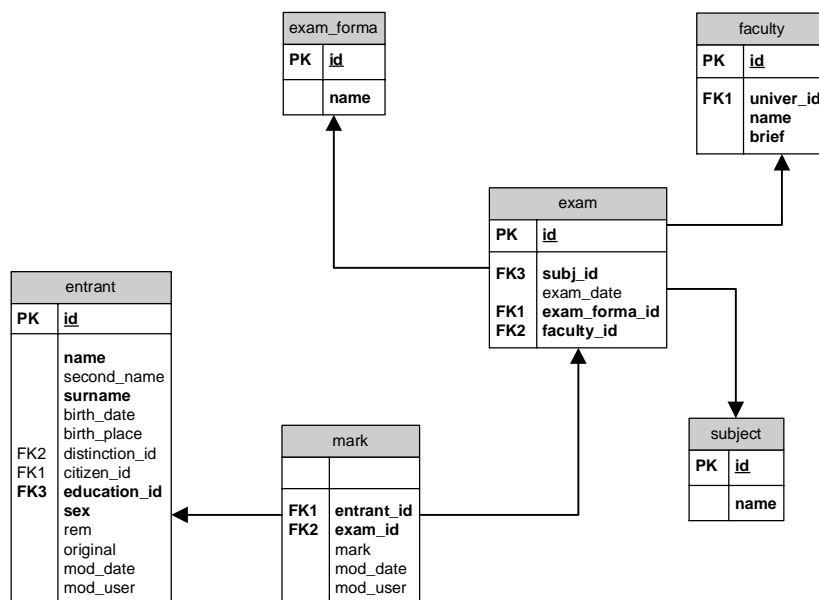 exam_forma
PK id
name
faculty
PK id
FK1 univer_id
name
brief
exam
PK id
FK3 subj_id
exam_date
FK1 exam_forma_id
FK2 faculty_id
entrant
PK id
name
second_name
surname
birth_date
birth_place
FK2 distinction_id
FK1 citizen_id
FK3 education_id
sex
rem
original
mod_date
mod_user
mark
FK1 entrant_id
FK2 exam_id
mark
mod_date
mod_user
subject
PK id
name